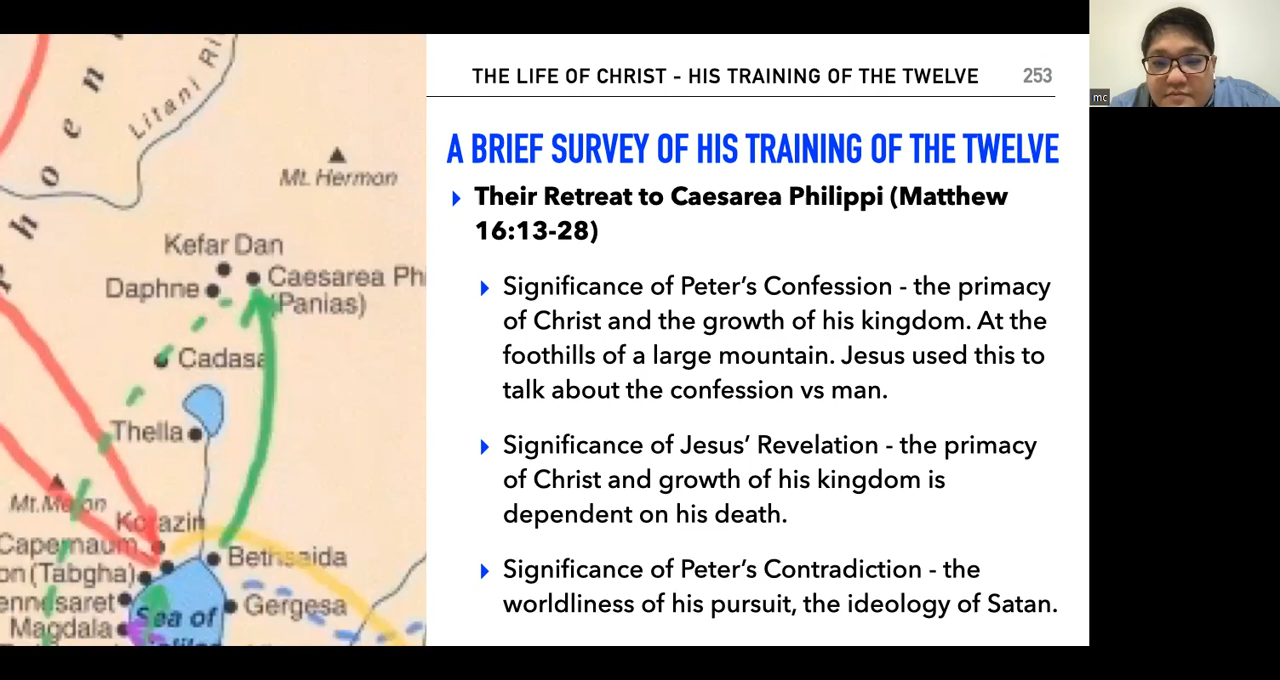 Litani Ri
Mt. Hermon
Kefar Dan
Daphne
Caesarea Ph
(Panias)
Cadasa
Thella
Korazin
Capernaum
on (Tabgha)
Bethsaida
Gergesa
Magdala
Sea of
THE LIFE OF CHRIST - HIS TRAINING OF THE TWELVE 253
A BRIEF SURVEY OF HIS TRAINING OF THE TWELVE
Their Retreat to Caesarea Philippi (Matthew
16:13-28)
Significance of Peter’s Confession - the primacy
of Christ and the growth of his kingdom. At the
foothills of a large mountain. Jesus used this to
talk about the confession vs man.
Significance of Jesus’ Revelation - the primacy
of Christ and growth of his kingdom is
dependent on his death.
Significance of Peter’s Contradiction - the
worldliness of his pursuit, the ideology of Satan.
mc